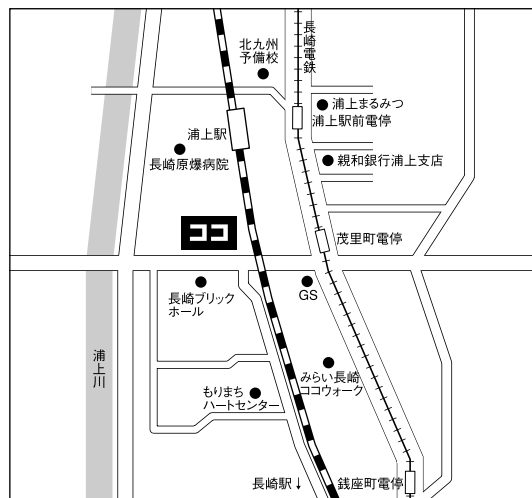 北九州
予備校
長崎電鉄
浦上まるみつ
浦上駅前電停
浦上駅
長崎原爆病院
親和銀行浦上支店
ココ
茂里町電停
長崎ブリック
ホール
GS
浦上川
みらい長崎
ココウォーク
もりまち
ハートセンター
長崎駅↓
銭座町電停